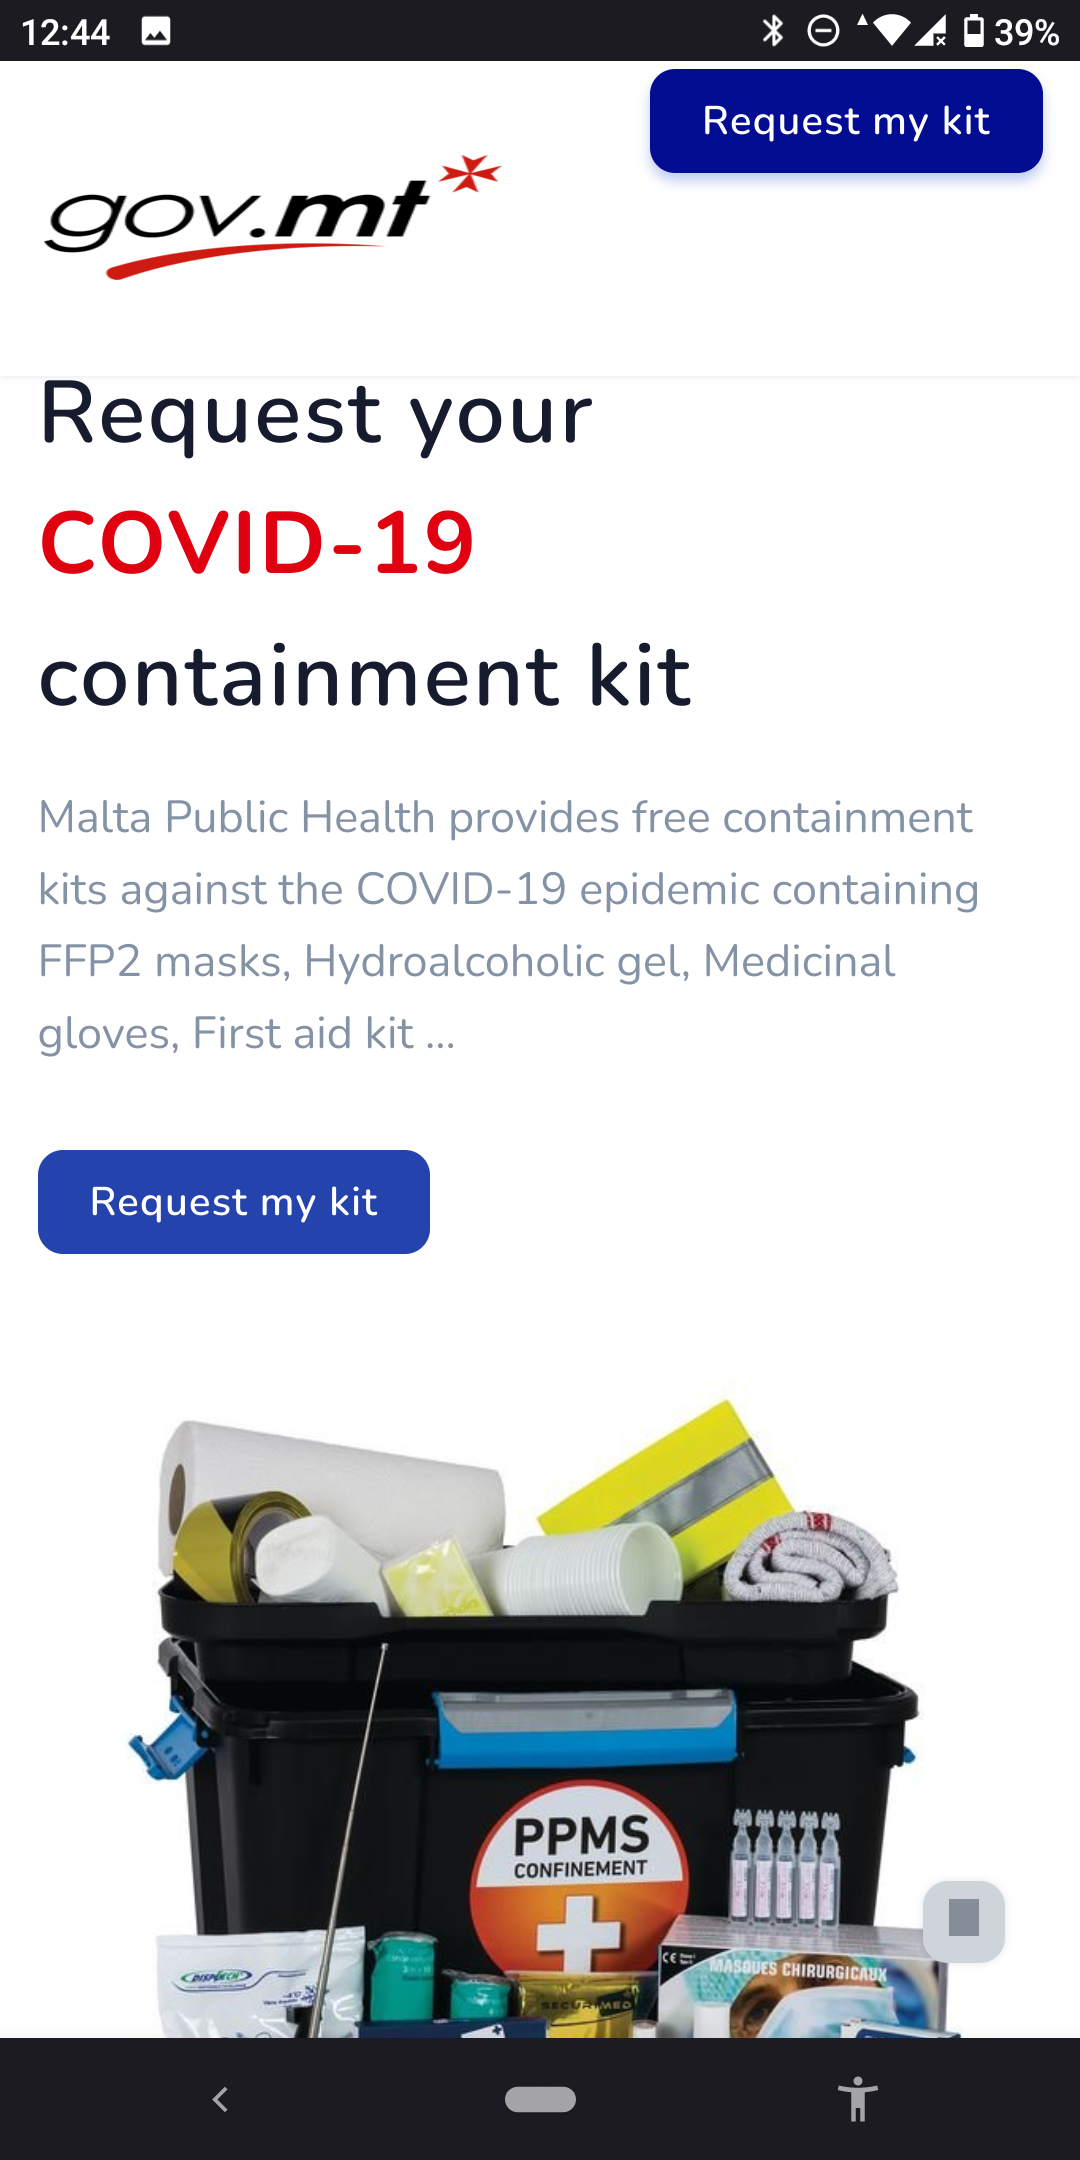 12:44
39%
Request my kit
gov.mt
Request your
COVID-19
containment kit
Malta Public Health provides free containment
kits against the COVID-19 epidemic containing
FFP2 masks, Hydroalcoholic gel, Medicinal
gloves, First aid kit ...
Request my kit
PPMS
CONFINEMENT
MASQUES CHIRURGICAUX
DISPOTECH
SECURIMED